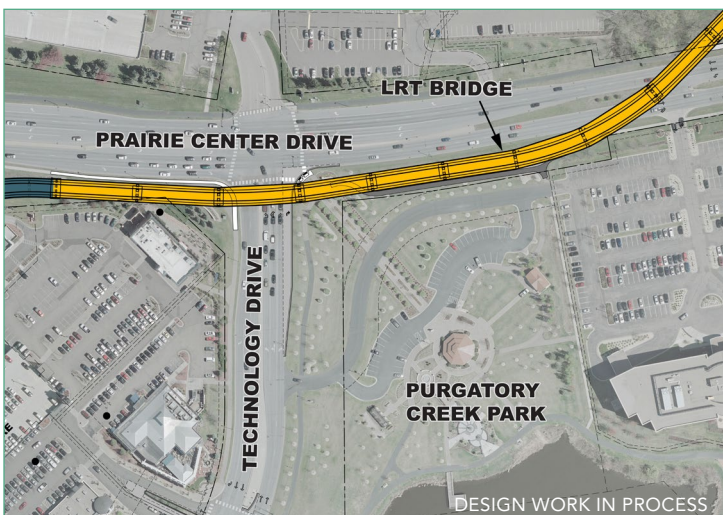 LRT BRIDGE
PRAIRIE CENTER DRIVE
TECHNOLOGY DRIVE
PURGATORY
CREEK PARK
DESIGN WORK IN PROCESS